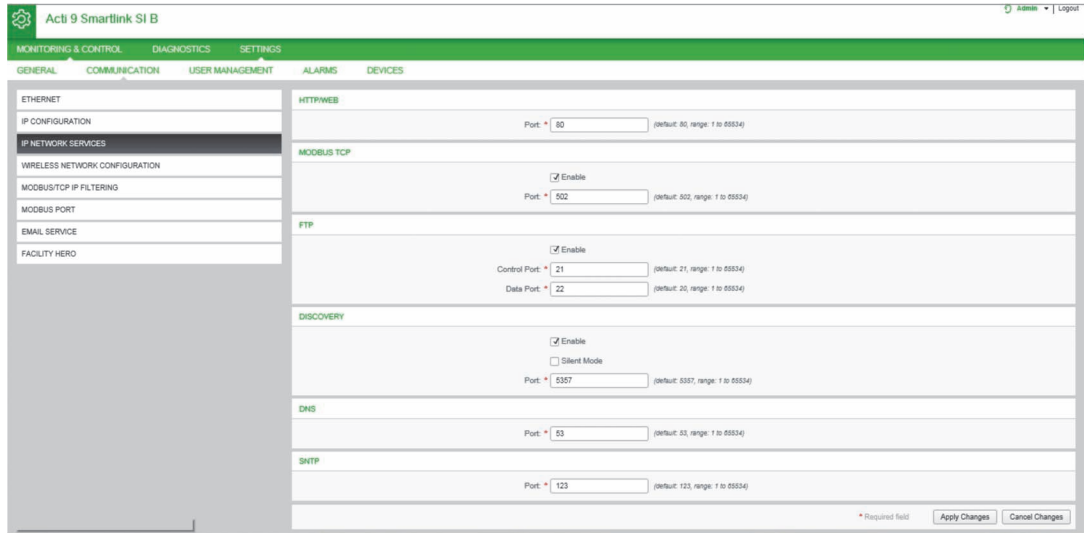 Acti 9 Smartlink SI B
Admin | Logout
MONITORING & CONTROL DIAGNOSTICS SETTINGS
GENERAL COMMUNICATION USER MANAGEMENT ALARMS DEVICES
ETHERNET
IP CONFIGURATION
IP NETWORK SERVICES
WIRELESS NETWORK CONFIGURATION
MODBUS/TCP IP FILTERING
MODBUS PORT
EMAIL SERVICE
FACILITY HERO
HTTP/WEB
Port: * 80 (default: 80, range: 1 to 65534)
MODBUS TCP
Enable
Port: * 502 (default: 502, range: 1 to 65534)
FTP
Enable
Control Port: * 21 (default: 21, range: 1 to 65534)
Data Port: * 22 (default: 20, range: 1 to 65534)
DISCOVERY
Enable
Silent Mode
Port: * 5357 (default: 5357, range: 1 to 65534)
DNS
Port: * 53 (default: 53, range: 1 to 65534)
SNTP
Port: * 123 (default: 123, range: 1 to 65534)
* Required field Apply Changes Cancel Changes